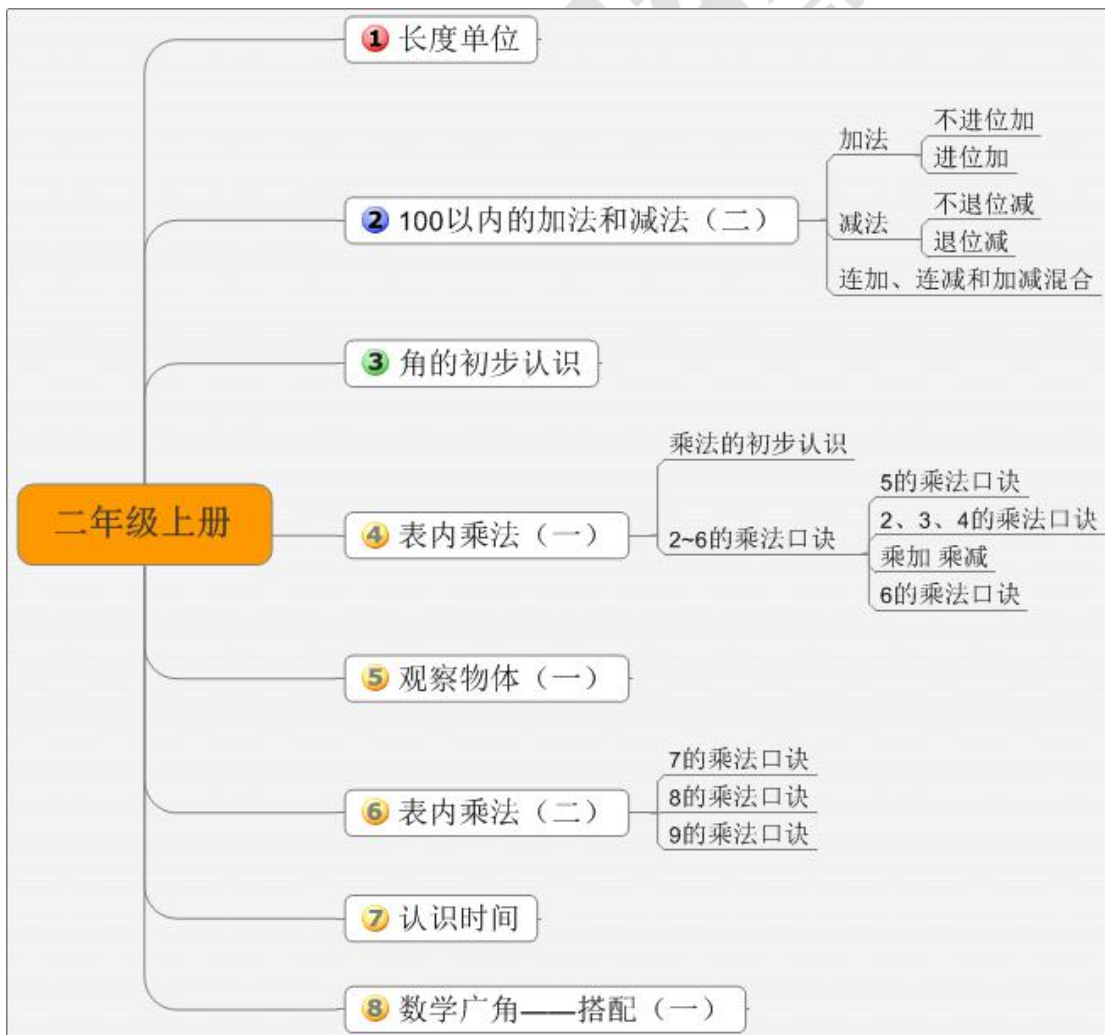 二年级上册
1 长度单位
2 100以内的加法和减法（二）
加法
不进位加
进位加
减法
不退位减
退位减
连加、连减和加减混合
3 角的初步认识
4 表内乘法（一）
乘法的初步认识
2~6的乘法口诀
5的乘法口诀
2、3、4的乘法口诀
乘加 乘减
6的乘法口诀
5 观察物体（一）
6 表内乘法（二）
7的乘法口诀
8的乘法口诀
9的乘法口诀
7 认识时间
8 数学广角——搭配（一）